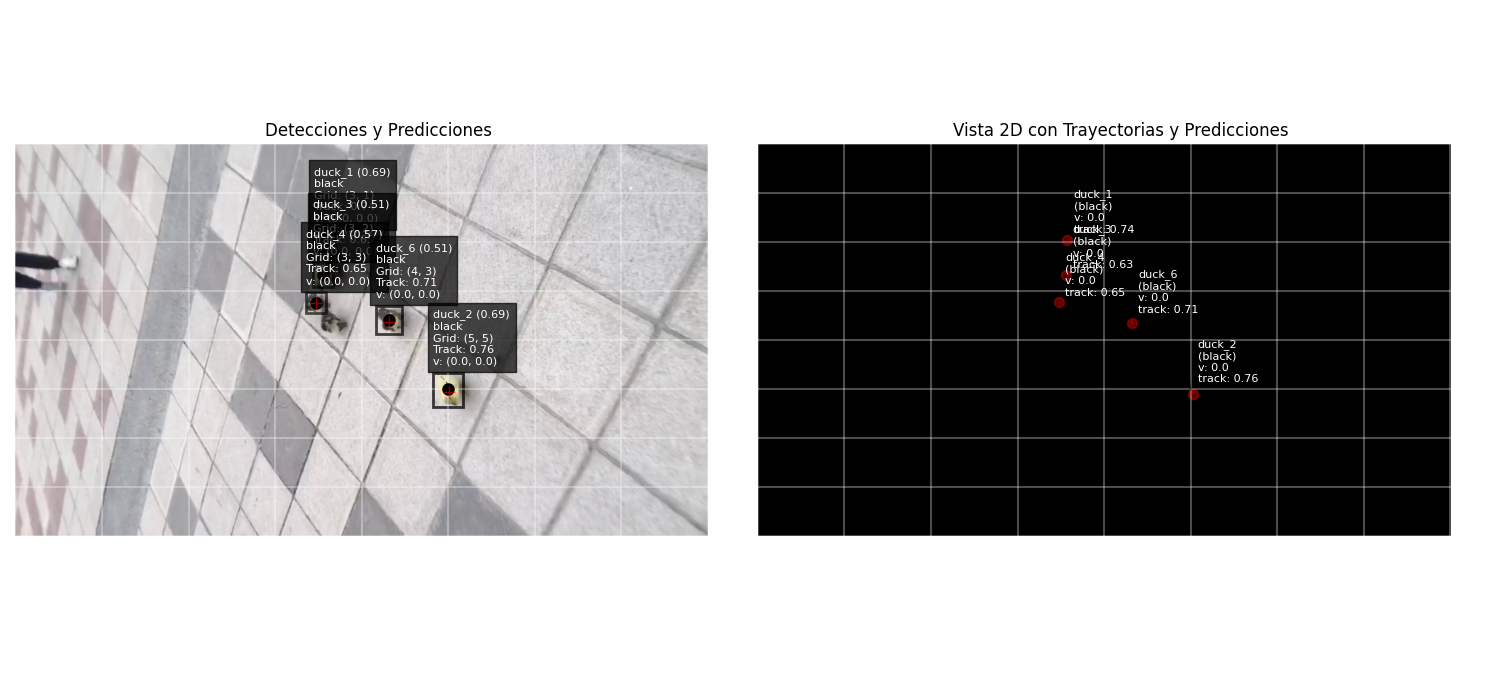 Detecciones y Predicciones
duck_1 (0.69)
black
Grid: (3, 1)
duck_3 (0.51)
black
duck_4 (0.57)
black
Grid: (3, 3)
Track: 0.65
v: (0.0, 0.0)
duck_6 (0.51)
black
Grid: (4, 3)
Track: 0.71
v: (0.0, 0.0)
duck_2 (0.69)
black
Grid: (5, 5)
Track: 0.76
v: (0.0, 0.0)
Vista 2D con Trayectorias y Predicciones
duck_1
(black)
v: 0.0
track: 0.74
(black)
v: 0.0
track: 0.63
(black)
v: 0.0
track: 0.65
duck_6
(black)
v: 0.0
track: 0.71
duck_2
(black)
v: 0.0
track: 0.76